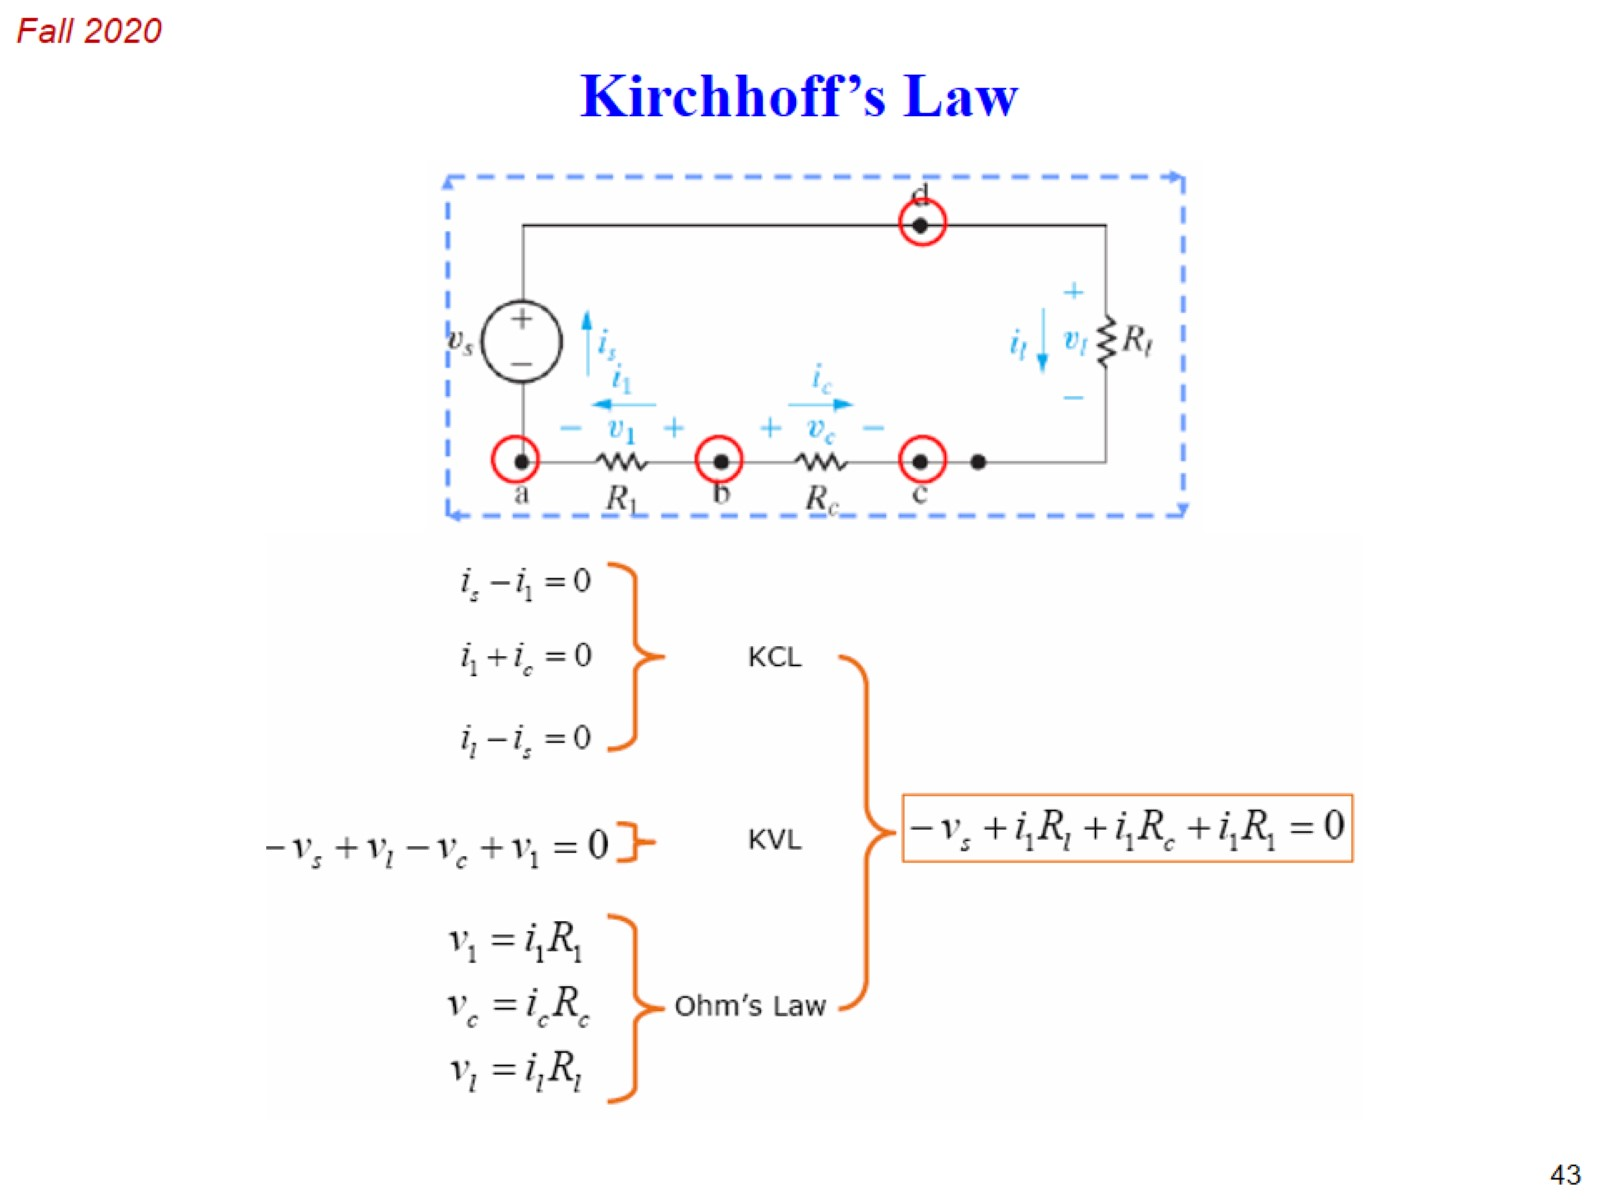 Fall 2020
Kirchhoff's Law
d
+
v_s
−
i_s
i_1
i_c
i_l
+
v_l
−
R_l
− v_1 +
+ v_c −
a
R_1
b
R_c
c
i_s − i_1 = 0
i_1 + i_c = 0
KCL
i_l − i_s = 0
− v_s + v_l − v_c + v_1 = 0
KVL
− v_s + i_1R_l + i_1R_c + i_1R_1 = 0
v_1 = i_1R_1
v_c = i_cR_c
Ohm's Law
v_l = i_lR_l
43